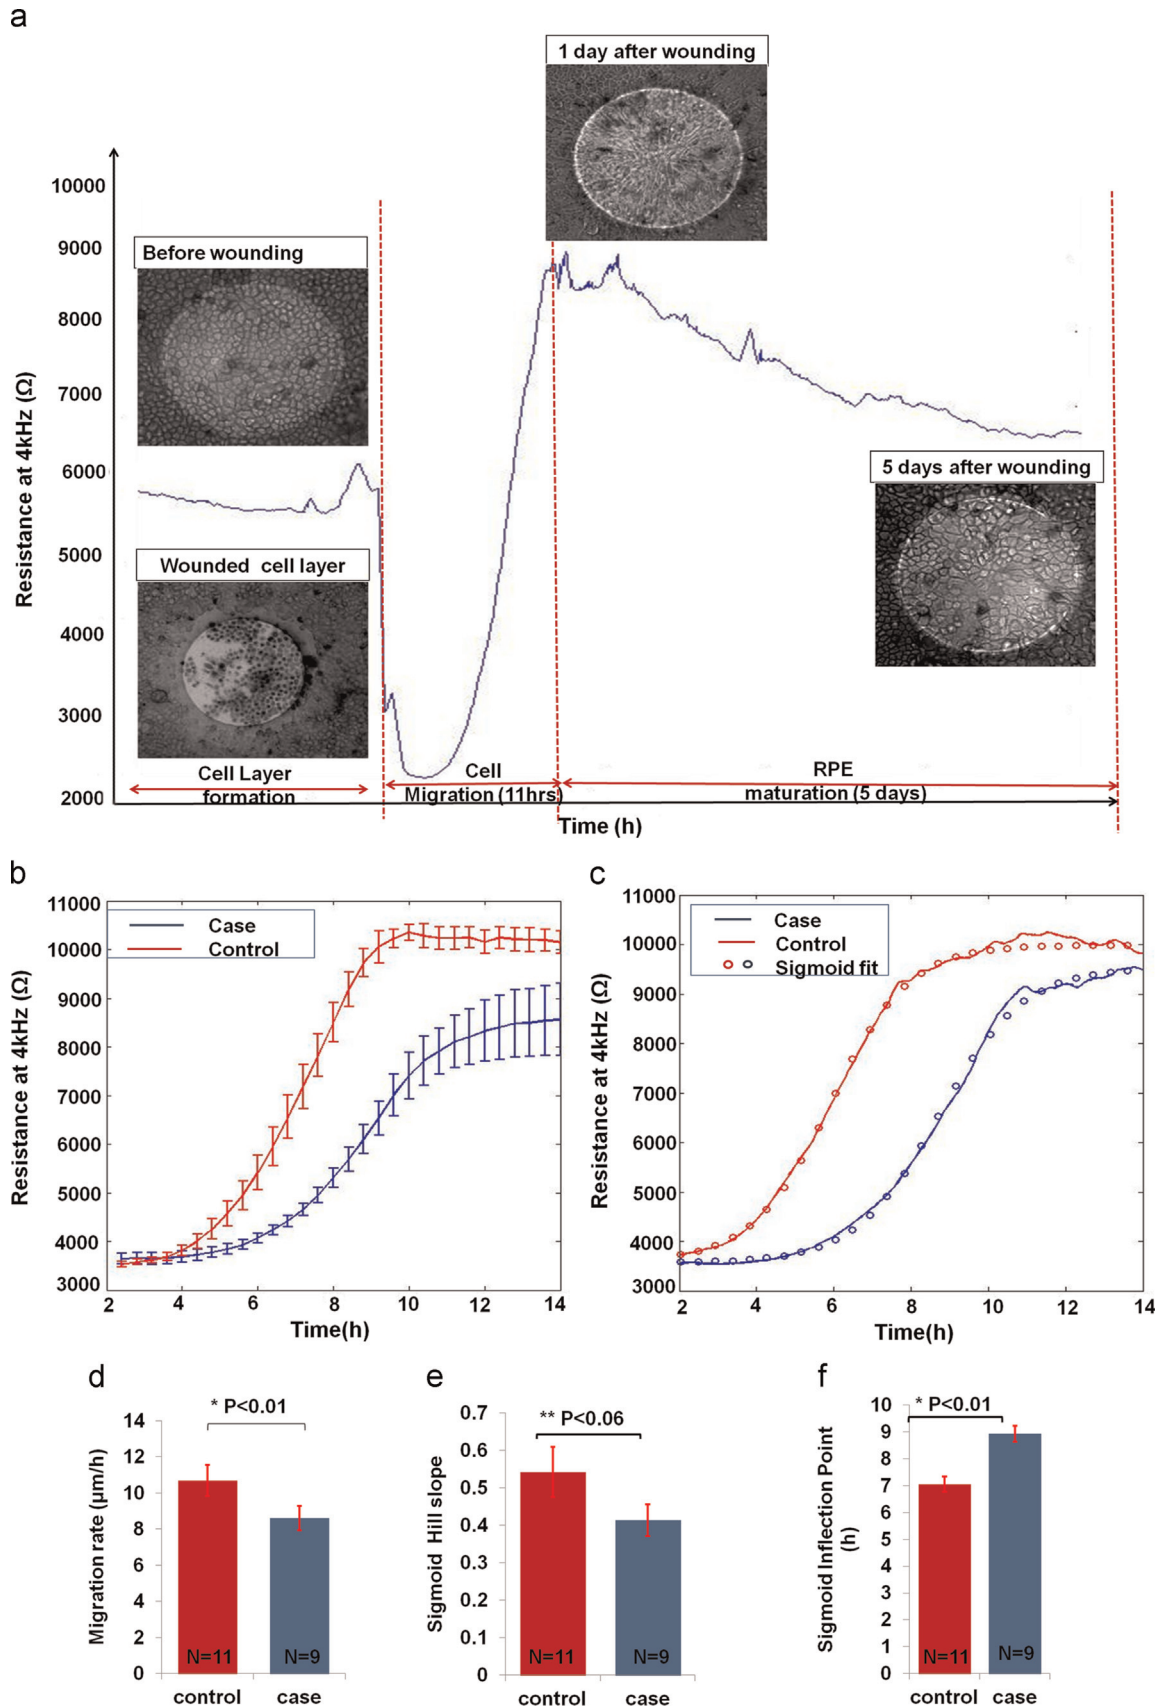 a
1 day after wounding
10000
9000
8000
7000
6000
5000
4000
3000
2000
Resistance at 4kHz (Ω)
Before wounding
Wounded cell layer
5 days after wounding
Cell Layer
formation
Cell
Migration (11hrs)
RPE
maturation (5 days)
Time (h)
b
11000
10000
9000
8000
7000
6000
5000
4000
3000
Resistance at 4kHz (Ω)
Case
Control
2 4 6 8 10 12 14
Time(h)
c
11000
10000
9000
8000
7000
6000
5000
4000
3000
Resistance at 4kHz (Ω)
Case
Control
Sigmoid fit
2 4 6 8 10 12 14
Time(h)
d
* P<0.01
14
12
10
8
6
4
2
0
Migration rate (µm/h)
N=11 N=9
control case
e
** P<0.06
0.7
0.6
0.5
0.4
0.3
0.2
0.1
0
Sigmoid Hill slope
N=11 N=9
control case
f
* P<0.01
10
9
8
7
6
5
4
3
2
1
0
Sigmoid Inflection Point
(h)
N=11 N=9
control case